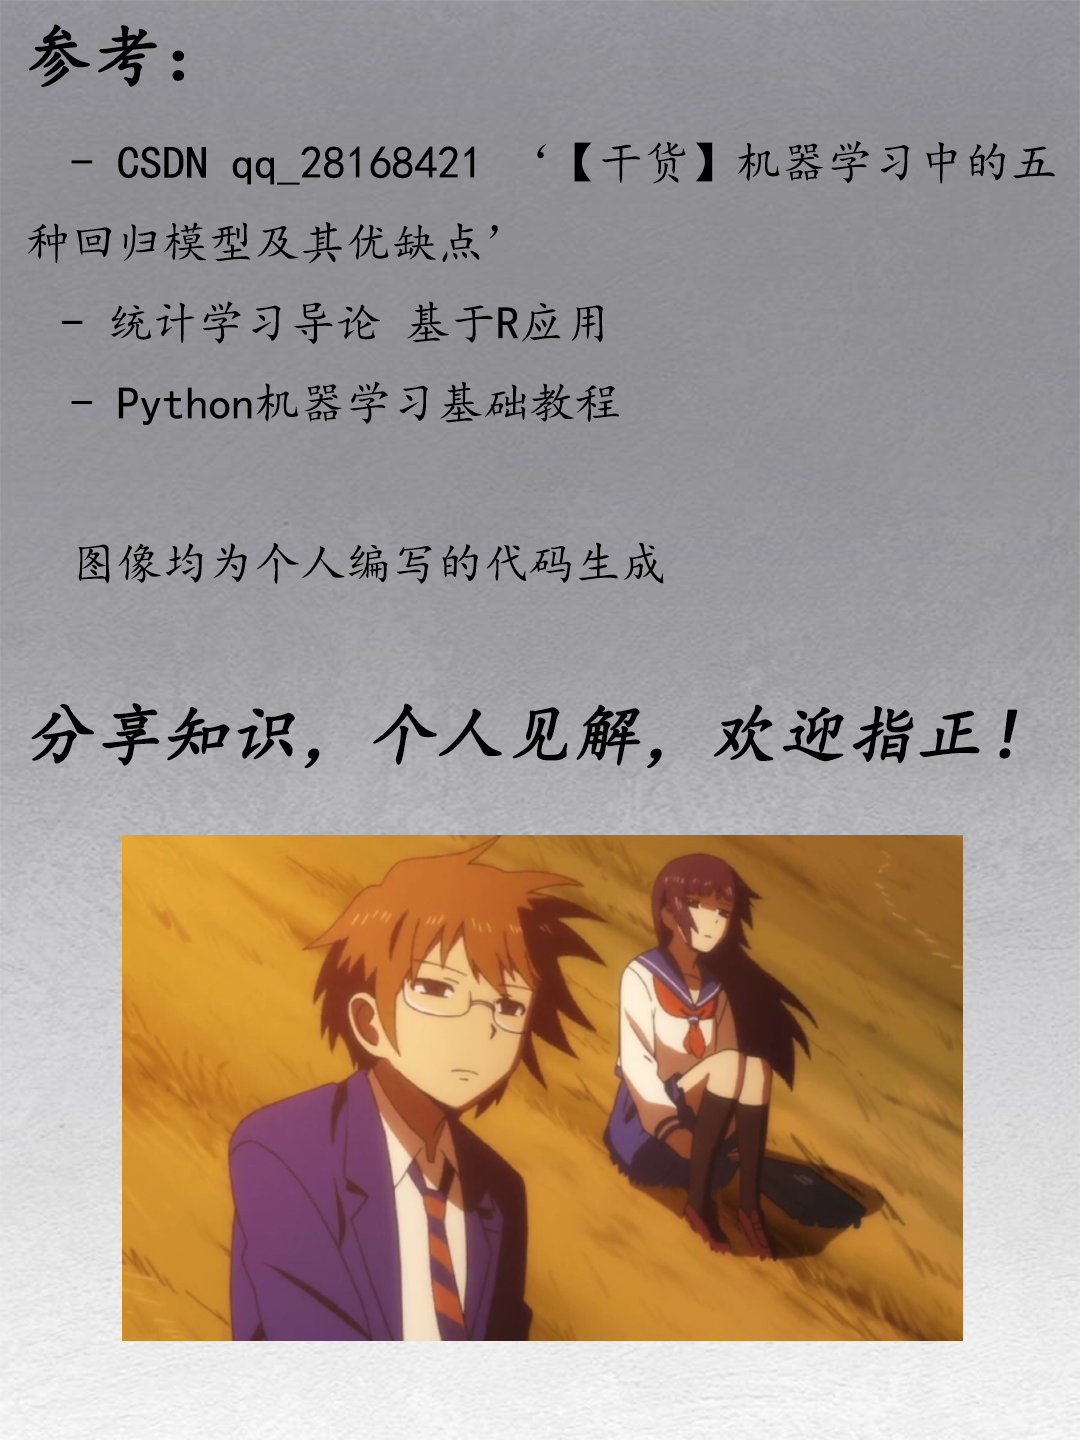 参考：
- CSDN qq_28168421 ‘【干货】机器学习中的五
种回归模型及其优缺点’
- 统计学习导论 基于R应用
- Python机器学习基础教程
图像均为个人编写的代码生成
分享知识，个人见解，欢迎指正！